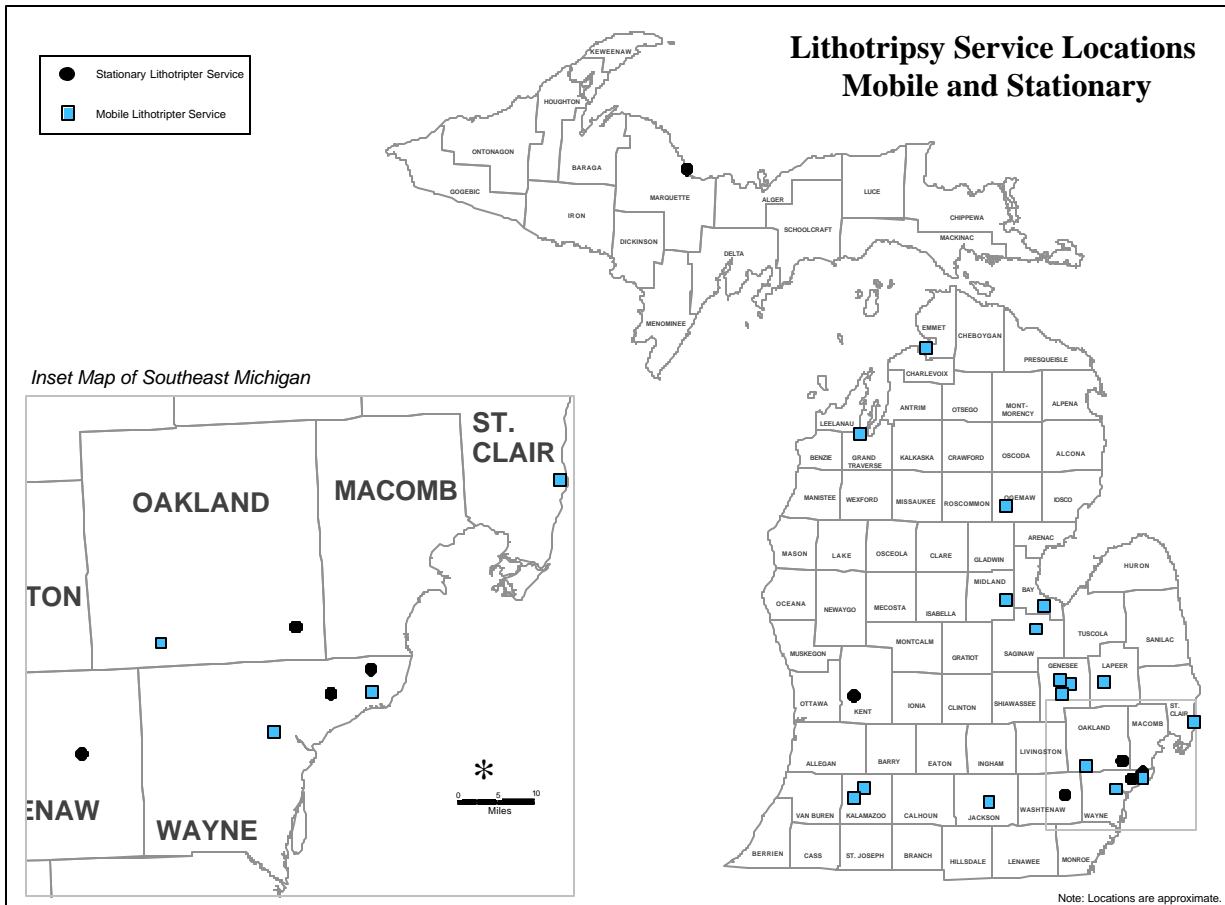 Lithotripsy Service Locations
Mobile and Stationary
Stationary Lithotripter Service
Mobile Lithotripter Service
KEWEENAW
HOUGHTON
ONTONAGON
BARAGA
GOGEBIC
MARQUETTE
ALGER
LUCE
IRON
CHIPPEWA
SCHOOLCRAFT
MACKINAC
DICKINSON
DELTA
MENOMINEE
EMMET
CHEBOYGAN
PRESQUEISLE
CHARLEVOIX
ANTRIM
OTSEGO
MONT-
MORENCY
ALPENA
LEELANAU
BENZIE
GRAND
TRAVERSE
KALKASKA
CRAWFORD
OSCODA
ALCONA
MANISTEE
WEXFORD
MISSAUKEE
ROSCOMMON
OGEMAW
IOSCO
ARENAC
MASON
LAKE
OSCEOLA
CLARE
GLADWIN
HURON
MIDLAND
BAY
OCEANA
NEWAYGO
MECOSTA
ISABELLA
TUSCOLA
SANILAC
MUSKEGON
MONTCALM
GRATIOT
SAGINAW
GENESEE
LAPEER
OTTAWA
KENT
IONIA
CLINTON
SHIAWASSEE
ST.
CLAIR
OAKLAND
MACOMB
LIVINGSTON
ALLEGAN
BARRY
EATON
INGHAM
VAN BUREN
KALAMAZOO
CALHOUN
JACKSON
WASHTENAW
WAYNE
BERRIEN
CASS
ST. JOSEPH
BRANCH
HILLSDALE
LENAWEE
MONROE
Inset Map of Southeast Michigan
ST.
CLAIR
MACOMB
OAKLAND
TON
ENAW
WAYNE
*
0 5 10
Miles
Note: Locations are approximate.